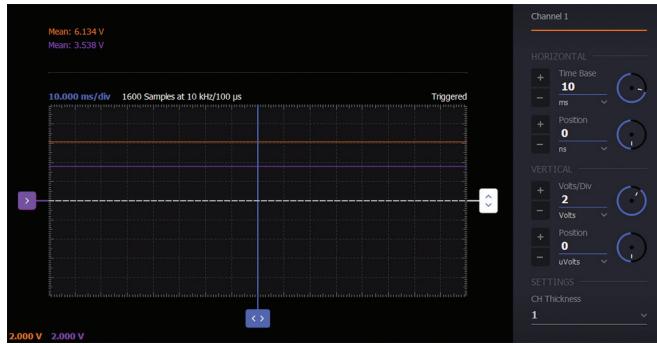 Mean: 6.134 V
Mean: 3.538 V
10.000 ms/div 1600 Samples at 10 kHz/100 µs Triggered
2.000 V 2.000 V
Channel 1
HORIZONTAL
Time Base
10
ms
Position
0
ns
VERTICAL
Volts/Div
2
Volts
Position
0
uVolts
SETTINGS
CH Thickness
1